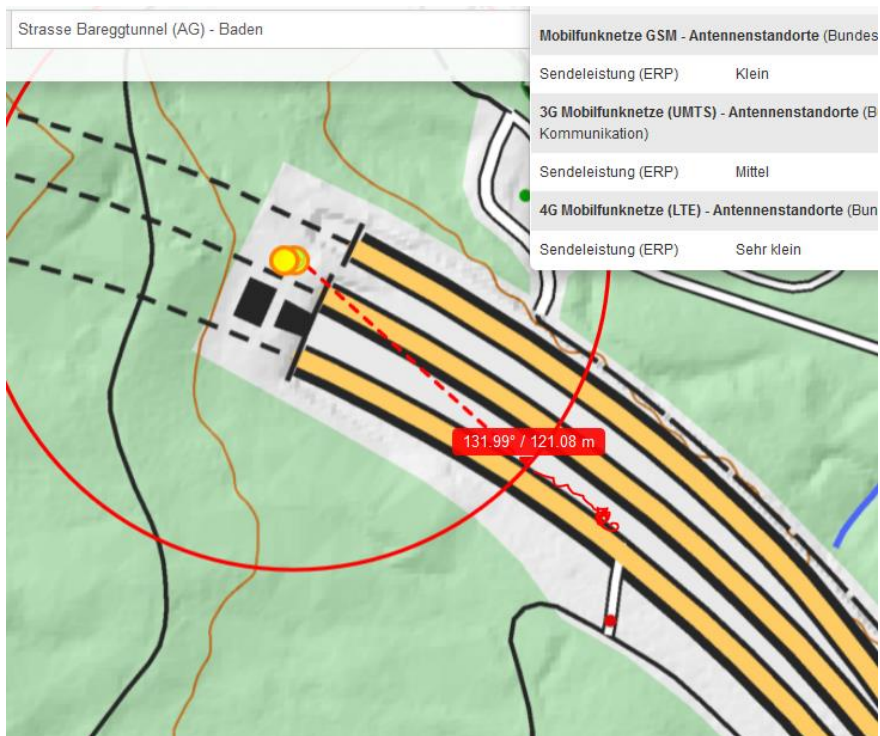 Strasse Bareggtunnel (AG) - Baden
Mobilfunknetze GSM - Antennenstandorte (Bundes
Sendeleistung (ERP) Klein
3G Mobilfunknetze (UMTS) - Antennenstandorte (B
Kommunikation)
Sendeleistung (ERP) Mittel
4G Mobilfunknetze (LTE) - Antennenstandorte (Bun
Sendeleistung (ERP) Sehr klein
131.99° / 121.08 m